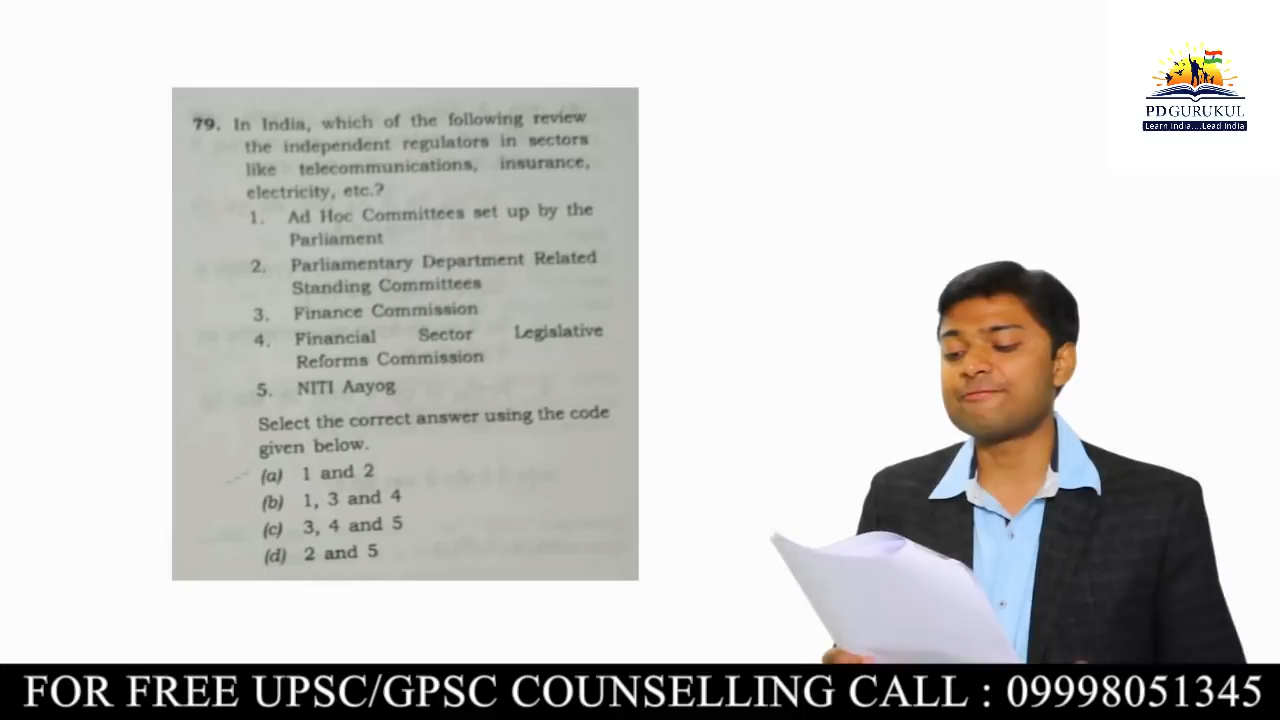 79. In India, which of the following review
the independent regulators in sectors
like telecommunications, insurance,
electricity, etc.?
1. Ad Hoc Committees set up by the
Parliament
2. Parliamentary Department Related
Standing Committees
3. Finance Commission
4. Financial Sector Legislative
Reforms Commission
5. NITI Aayog
Select the correct answer using the code
given below.
(a) 1 and 2
(b) 1, 3 and 4
(c) 3, 4 and 5
(d) 2 and 5
PDGURUKUL
Learn India....Lead India
FOR FREE UPSC/GPSC COUNSELLING CALL : 09998051345